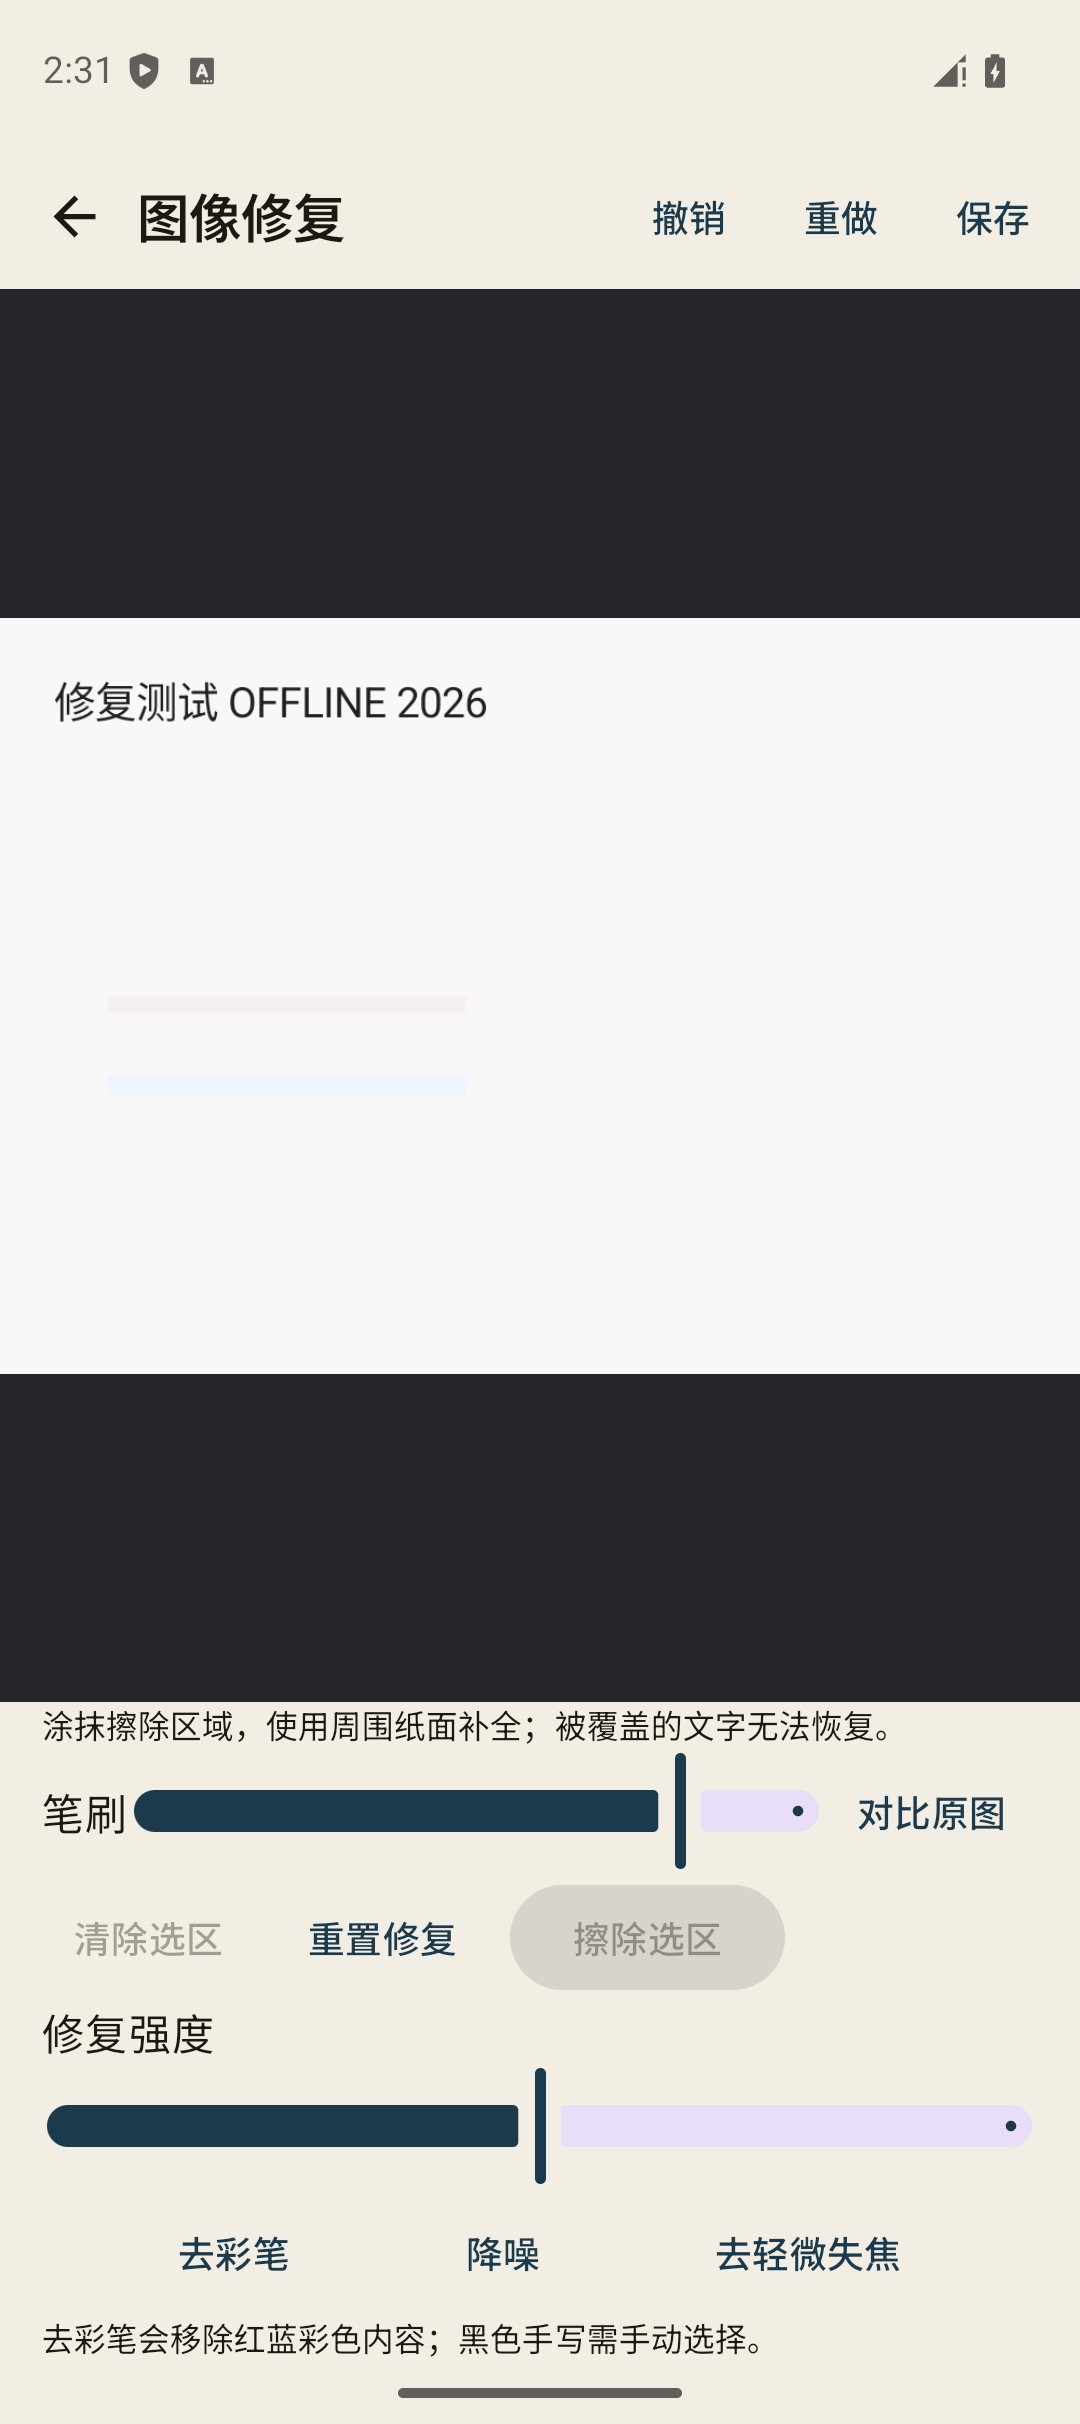 2:31
图像修复 撤销 重做 保存
修复测试 OFFLINE 2026
涂抹擦除区域，使用周围纸面补全；被覆盖的文字无法恢复。
笔刷 对比原图
清除选区 重置修复 擦除选区
修复强度
去彩笔 降噪 去轻微失焦
去彩笔会移除红蓝彩色内容；黑色手写需手动选择。